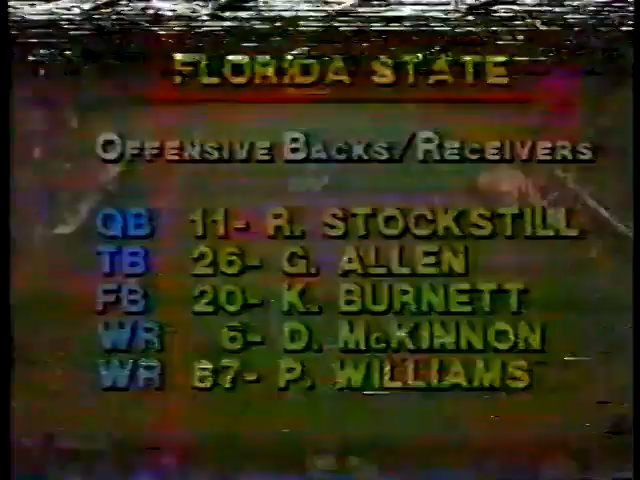 FLORIDA STATE
OFFENSIVE BACKS/RECEIVERS
QB 11- R. STOCKSTILL
TB 26- G. ALLEN
FB 20- K. BURNETT
WR 6- D. McKINNON
WR 87- P. WILLIAMS